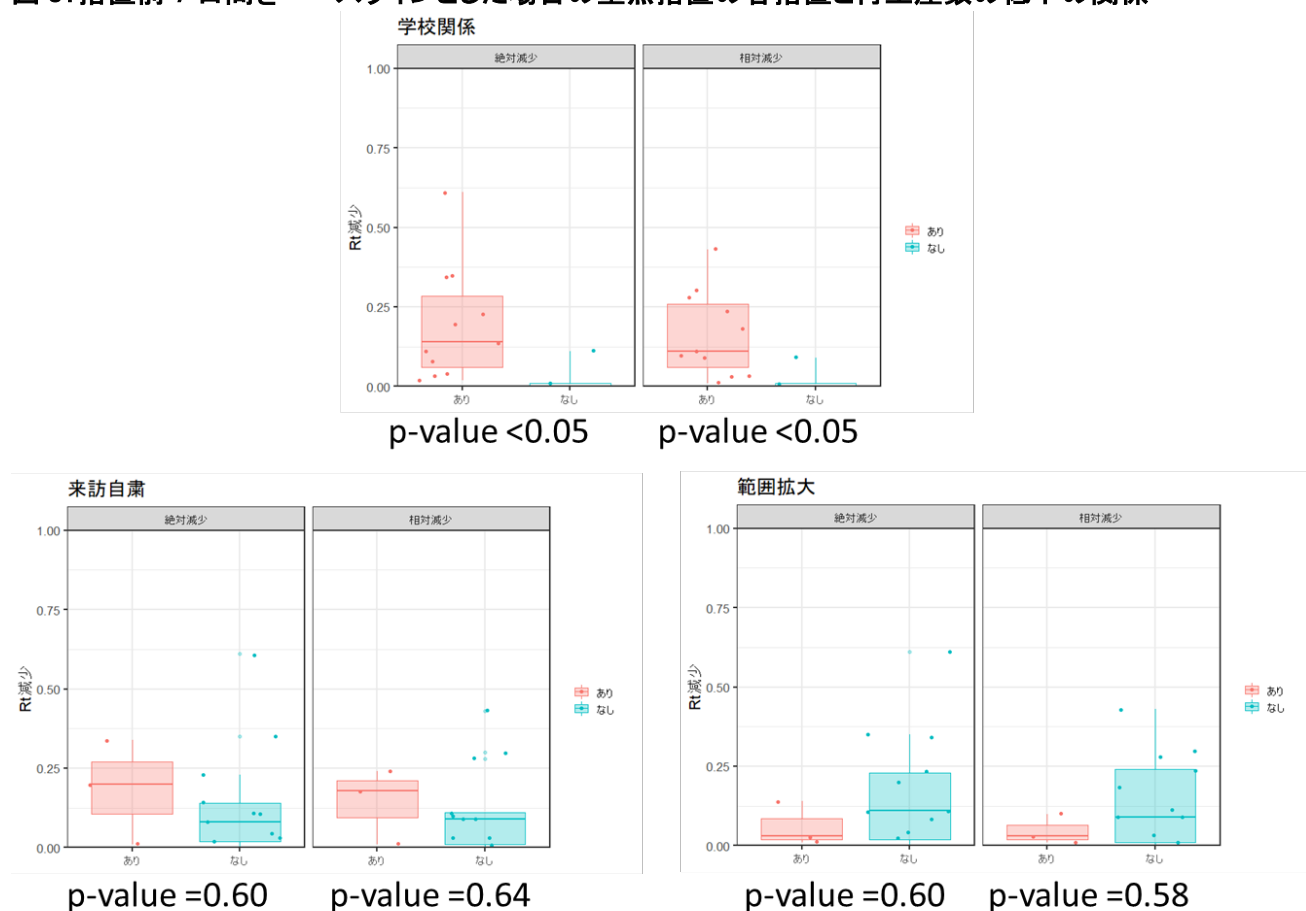 学校関係
絶対減少
相対減少
1.00
0.75
0.50
0.25
0.00
Rt減少
あり
なし
あり
なし
あり
なし
p-value <0.05
p-value <0.05
来訪自粛
絶対減少
相対減少
1.00
0.75
0.50
0.25
0.00
Rt減少
あり
なし
あり
なし
あり
なし
p-value =0.60
p-value =0.64
範囲拡大
絶対減少
相対減少
1.00
0.75
0.50
0.25
0.00
Rt減少
あり
なし
あり
なし
あり
なし
p-value =0.60
p-value =0.58